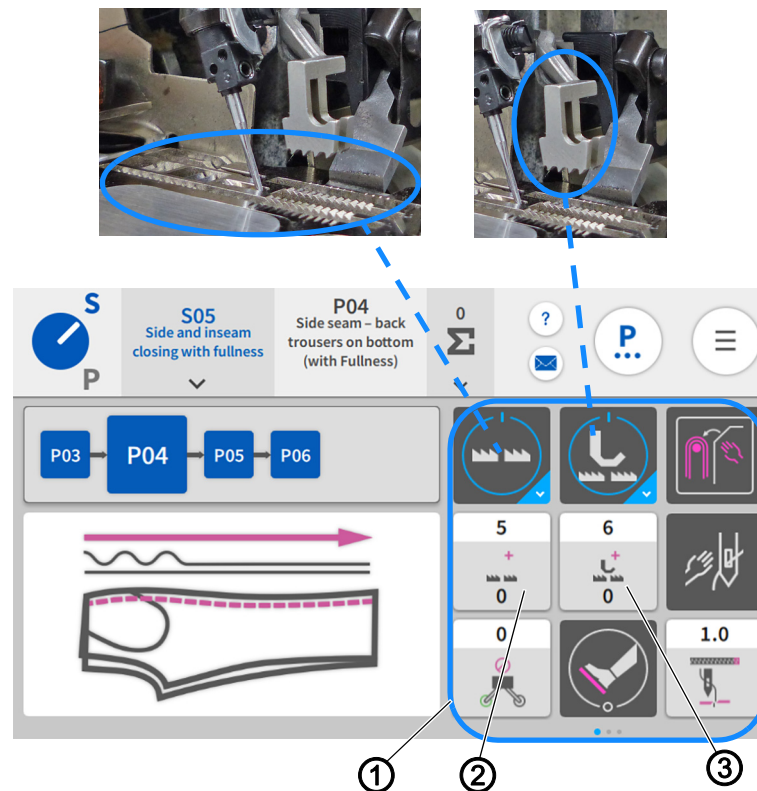 S
P
S05
Side and inseam
closing with fullness
P04
Side seam – back
trousers on bottom
(with Fullness)
0
Σ
?
P
P03
P04
P05
P06
5
+
0
6
+
0
0
1.0
1
2
3